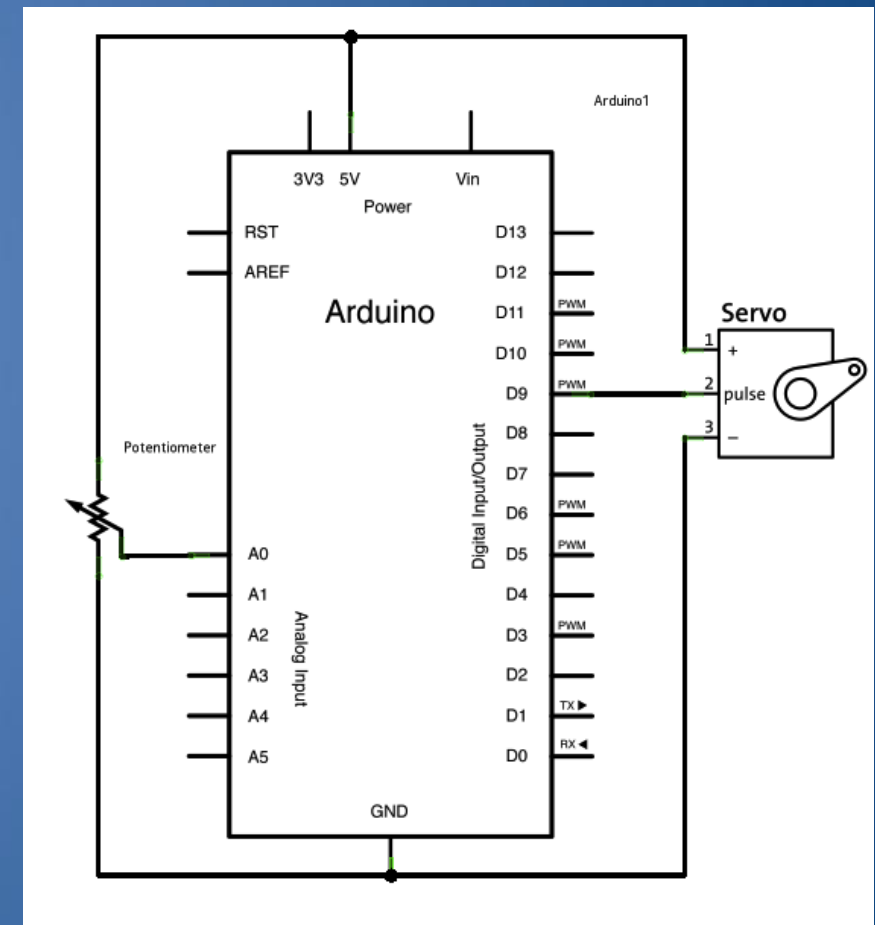 Arduino1
3V3 5V Vin
Power
RST D13
AREF D12
Arduino
D11 PWM
Servo
D10 PWM
1 +
D9 PWM
2 pulse
D8
3 −
Potentiometer
D7
Digital Input/Output
D6 PWM
A0 D5 PWM
A1 D4
A2 D3 PWM
Analog Input
A3 D2
A4 D1 TX ▶
A5 D0 RX ◀
GND